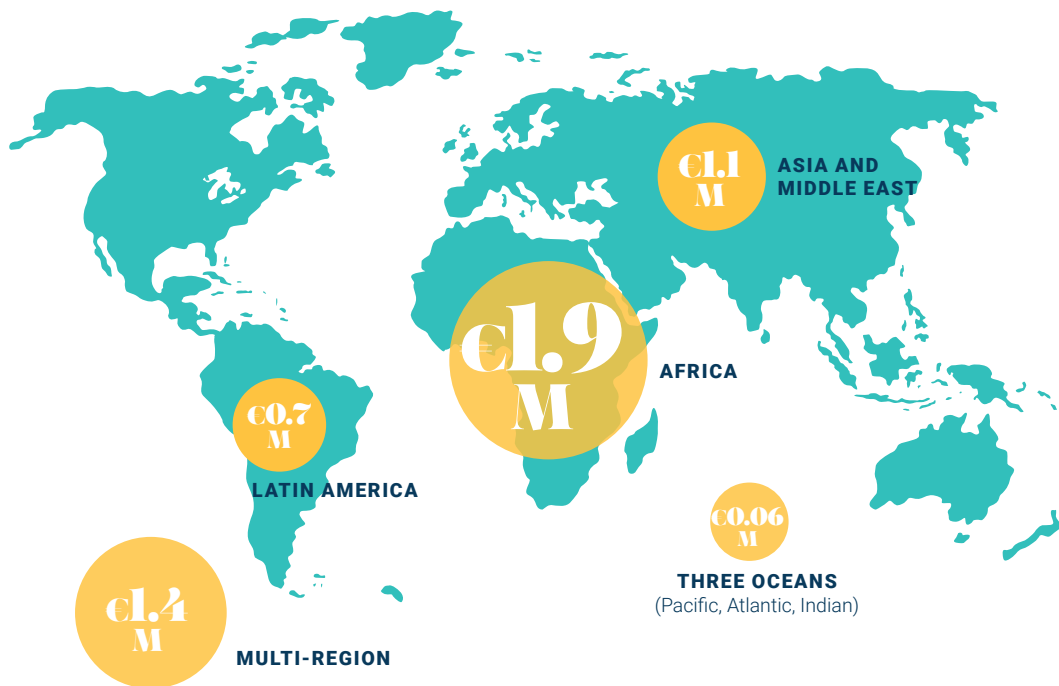 €1.1
M
ASIA AND
MIDDLE EAST
€1.9
M
AFRICA
€0.7
M
LATIN AMERICA
€0.06
M
THREE OCEANS
(Pacific, Atlantic, Indian)
€1.4
M
MULTI-REGION